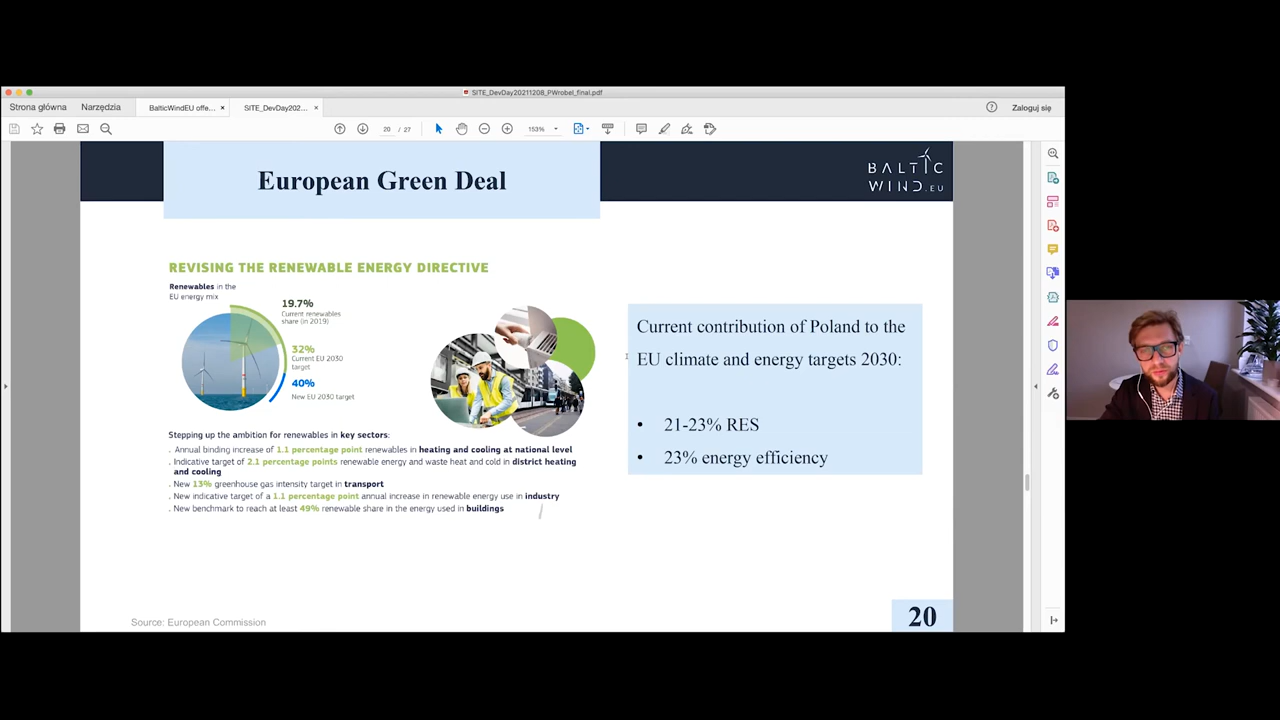 SITE_DevDay20211208_PWrobel_final.pdf
Strona główna
Narzędzia
BalticWindEU offe...
SITE_DevDay202...
Zaloguj się
20 / 27
153%
European Green Deal
BALTIC
WIND.EU
REVISING THE RENEWABLE ENERGY DIRECTIVE
Renewables in the
EU energy mix
19.7%
Current renewables
share (in 2019)
32%
Current EU 2030
target
40%
New EU 2030 target
Current contribution of Poland to the
EU climate and energy targets 2030:
• 21-23% RES
• 23% energy efficiency
Stepping up the ambition for renewables in key sectors:
. Annual binding increase of 1.1 percentage point renewables in heating and cooling at national level
. Indicative target of 2.1 percentage points renewable energy and waste heat and cold in district heating
and cooling
. New 13% greenhouse gas intensity target in transport
. New indicative target of a 1.1 percentage point annual increase in renewable energy use in industry
. New benchmark to reach at least 49% renewable share in the energy used in buildings
Source: European Commission
20